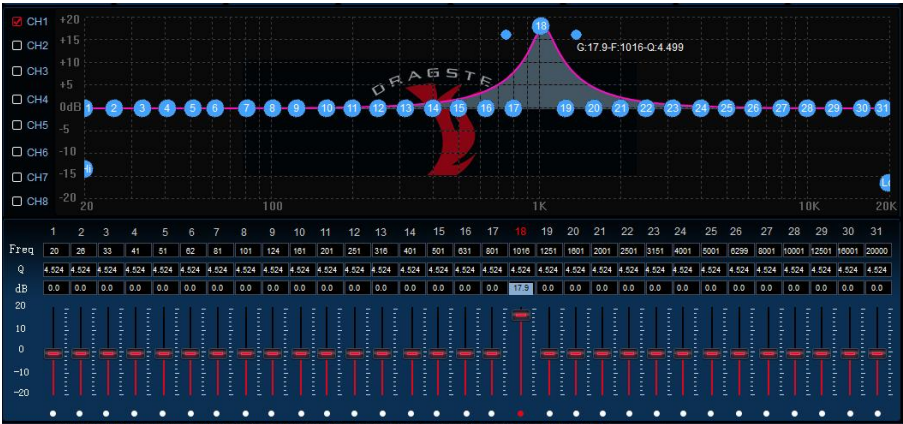 CH1 +20
18
CH2 +15
G:17.9-F:1016-Q:4.499
CH3 +10
DRAGSTE
+5
CH4 0dB 1 2 3 4 5 6 7 8 9 10 11 12 13 14 15 16 17 19 20 21 22 23 24 25 26 27 28 29 30 31
CH5 -5
CH6 -10
CH7 -15 Hi
Lo
CH8 -20
20 100 1K 10K 20K
1 2 3 4 5 6 7 8 9 10 11 12 13 14 15 16 17 18 19 20 21 22 23 24 25 26 27 28 29 30 31
Freq 20 26 33 41 51 62 81 101 124 161 201 251 316 401 501 631 801 1016 1251 1601 2001 2501 3151 4001 5001 6299 8001 10001 12501 16001 20000
Q 4.524 4.524 4.524 4.524 4.524 4.524 4.524 4.524 4.524 4.524 4.524 4.524 4.524 4.524 4.524 4.524 4.524 4.524 4.524 4.524 4.524 4.524 4.524 4.524 4.524 4.524 4.524 4.524 4.524 4.524 4.524
dB 0.0 0.0 0.0 0.0 0.0 0.0 0.0 0.0 0.0 0.0 0.0 0.0 0.0 0.0 0.0 0.0 0.0 17.9 0.0 0.0 0.0 0.0 0.0 0.0 0.0 0.0 0.0 0.0 0.0 0.0 0.0
20
10
0
-10
-20